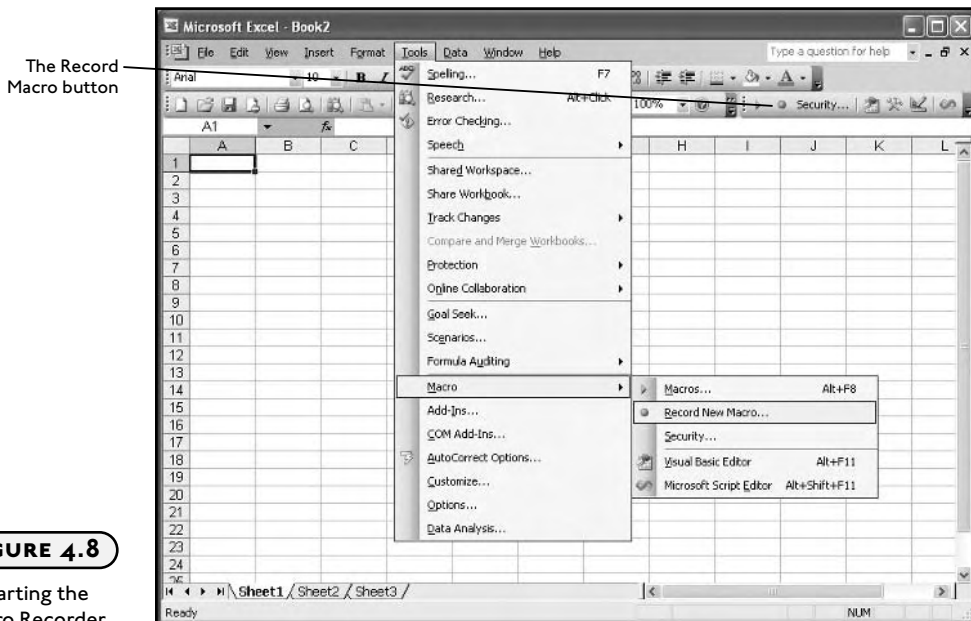 The Record
Macro button
Microsoft Excel - Book2
File Edit View Insert Format Tools Data Window Help Type a question for help
Arial 10 B I
100% Security...
A1 fx
A B C H I J K L
1
2
3
4
5
6
7
8
9
10
11
12
13
14
15
16
17
18
19
20
21
22
23
24
25
Spelling... F7
Research... Alt+Click
Error Checking...
Speech
Shared Workspace...
Share Workbook...
Track Changes
Compare and Merge Workbooks...
Protection
Online Collaboration
Goal Seek...
Scenarios...
Formula Auditing
Macro
Add-Ins...
COM Add-Ins...
AutoCorrect Options...
Customize...
Options...
Data Analysis...
Macros... Alt+F8
Record New Macro...
Security...
Visual Basic Editor Alt+F11
Microsoft Script Editor Alt+Shift+F11
Sheet1 Sheet2 Sheet3
Ready NUM
GURE 4.8
arting the
ro Recorder